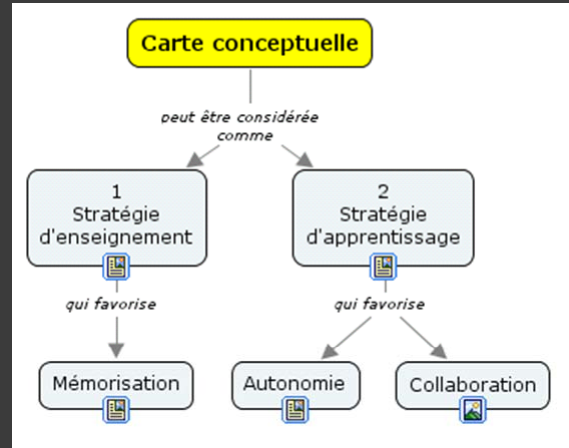 Carte conceptuelle
peut être considérée
comme
1
Stratégie
d'enseignement
2
Stratégie
d'apprentissage
qui favorise
qui favorise
Mémorisation
Autonomie
Collaboration